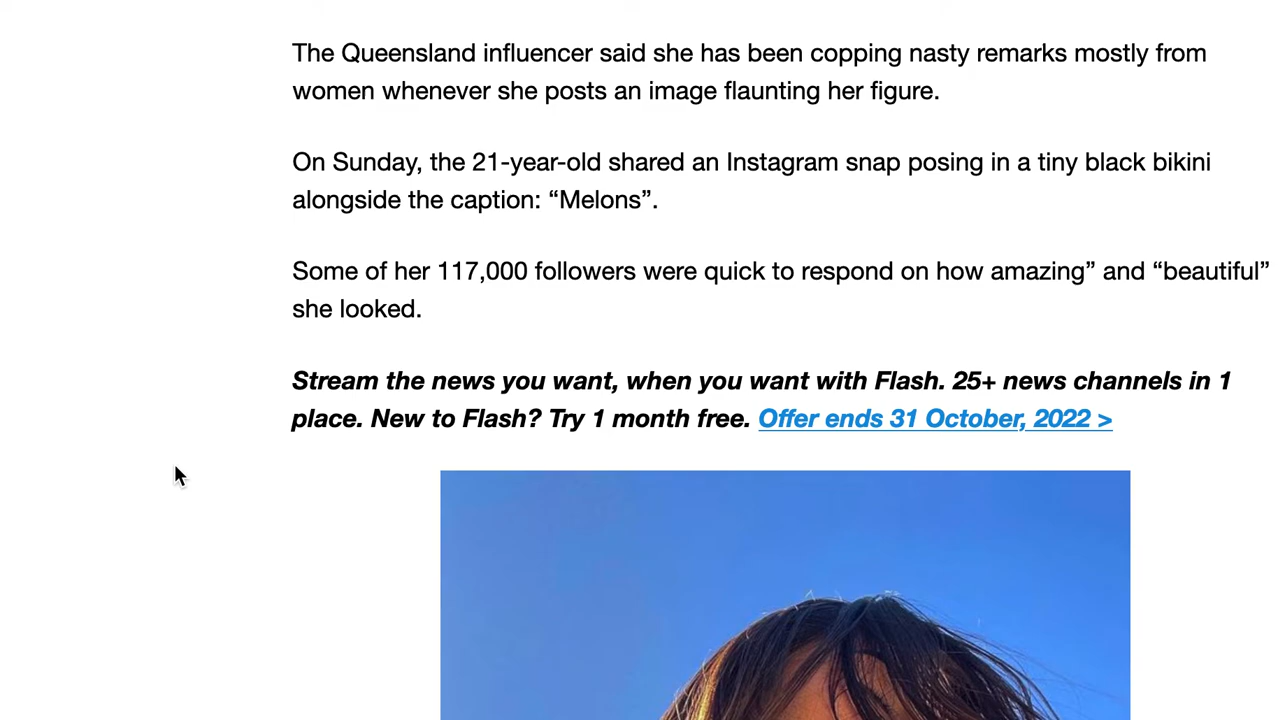 The Queensland influencer said she has been copping nasty remarks mostly from
women whenever she posts an image flaunting her figure.
On Sunday, the 21-year-old shared an Instagram snap posing in a tiny black bikini
alongside the caption: “Melons”.
Some of her 117,000 followers were quick to respond on how amazing” and “beautiful”
she looked.
Stream the news you want, when you want with Flash. 25+ news channels in 1
place. New to Flash? Try 1 month free. Offer ends 31 October, 2022 >